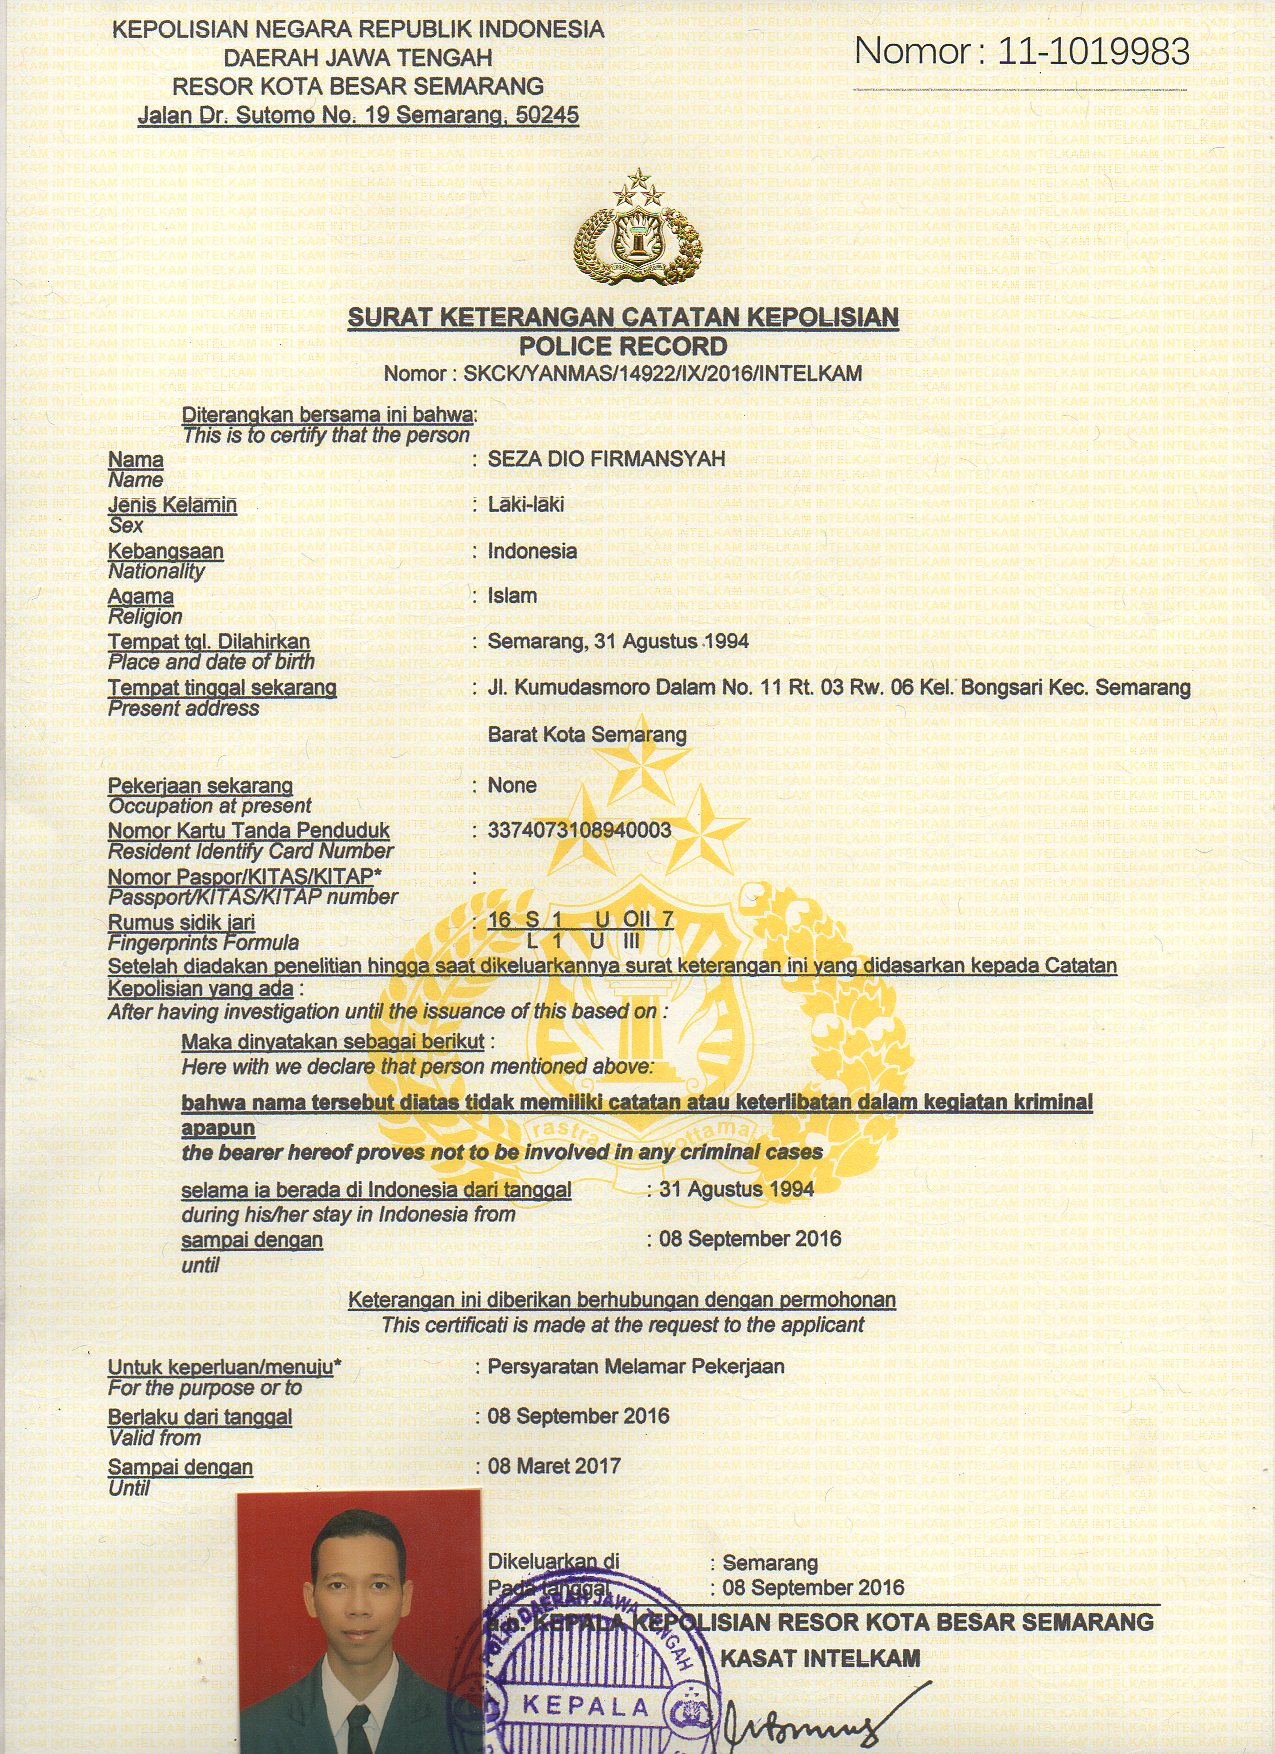 KEPOLISIAN NEGARA REPUBLIK INDONESIA
DAERAH JAWA TENGAH
RESOR KOTA BESAR SEMARANG
Jalan Dr. Sutomo No. 19 Semarang, 50245
Nomor : 11-1019983
SURAT KETERANGAN CATATAN KEPOLISIAN
POLICE RECORD
Nomor : SKCK/YANMAS/14922/IX/2016/INTELKAM
Diterangkan bersama ini bahwa:
This is to certify that the person
Nama : SEZA DIO FIRMANSYAH
Name
Jenis Kelamin : Laki-laki
Sex
Kebangsaan : Indonesia
Nationality
Agama : Islam
Religion
Tempat tgl. Dilahirkan : Semarang, 31 Agustus 1994
Place and date of birth
Tempat tinggal sekarang : Jl. Kumudasmoro Dalam No. 11 Rt. 03 Rw. 06 Kel. Bongsari Kec. Semarang
Present address
Barat Kota Semarang
Pekerjaan sekarang : None
Occupation at present
Nomor Kartu Tanda Penduduk : 3374073108940003
Resident Identify Card Number
Nomor Paspor/KITAS/KITAP* :
Passport/KITAS/KITAP number
Rumus sidik jari : 16 S 1 U OII 7
Fingerprints Formula L 1 U III
Setelah diadakan penelitian hingga saat dikeluarkannya surat keterangan ini yang didasarkan kepada Catatan
Kepolisian yang ada :
After having investigation until the issuance of this based on :
Maka dinyatakan sebagai berikut :
Here with we declare that person mentioned above:
bahwa nama tersebut diatas tidak memiliki catatan atau keterlibatan dalam kegiatan kriminal
apapun
the bearer hereof proves not to be involved in any criminal cases
selama ia berada di Indonesia dari tanggal : 31 Agustus 1994
during his/her stay in Indonesia from
sampai dengan : 08 September 2016
until
Keterangan ini diberikan berhubungan dengan permohonan
This certificati is made at the request to the applicant
Untuk keperluan/menuju* : Persyaratan Melamar Pekerjaan
For the purpose or to
Berlaku dari tanggal : 08 September 2016
Valid from
Sampai dengan : 08 Maret 2017
Until
Dikeluarkan di : Semarang
Pada tanggal : 08 September 2016
a.n. KEPALA KEPOLISIAN RESOR KOTA BESAR SEMARANG
KASAT INTELKAM
DAERAH JAWA TENGAH
KEPALA